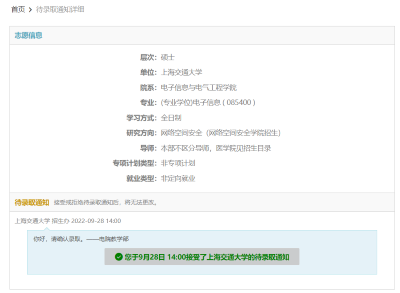 首页 > 待录取通知详细
志愿信息
层次: 硕士
单位: 上海交通大学
院系: 电子信息与电气工程学院
专业: (专业学位)电子信息(085400)
学习方式: 全日制
研究方向: 网络空间安全(网络空间安全学院招生)
导师: 本部不区分导师,医学院见招生目录
专项计划类型: 非专项计划
就业类型: 非定向就业
待录取通知 接受或拒绝待录取通知后,将无法更改。
上海交通大学 招生办 2022-09-28 14:00
你好,请确认录取。——电院教学部
您于9月28日 14:00接受了上海交通大学的待录取通知